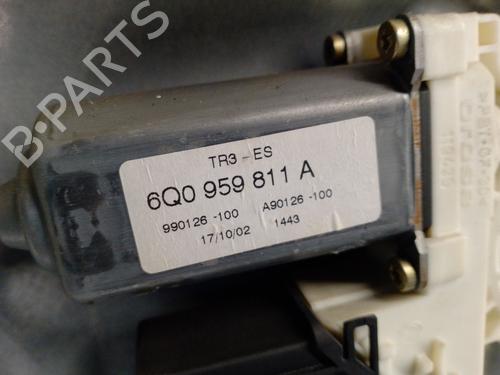 B-PARTS
TR3-ES
6Q0 959 811 A
990126-100 A90126-100
17/10/02 1443